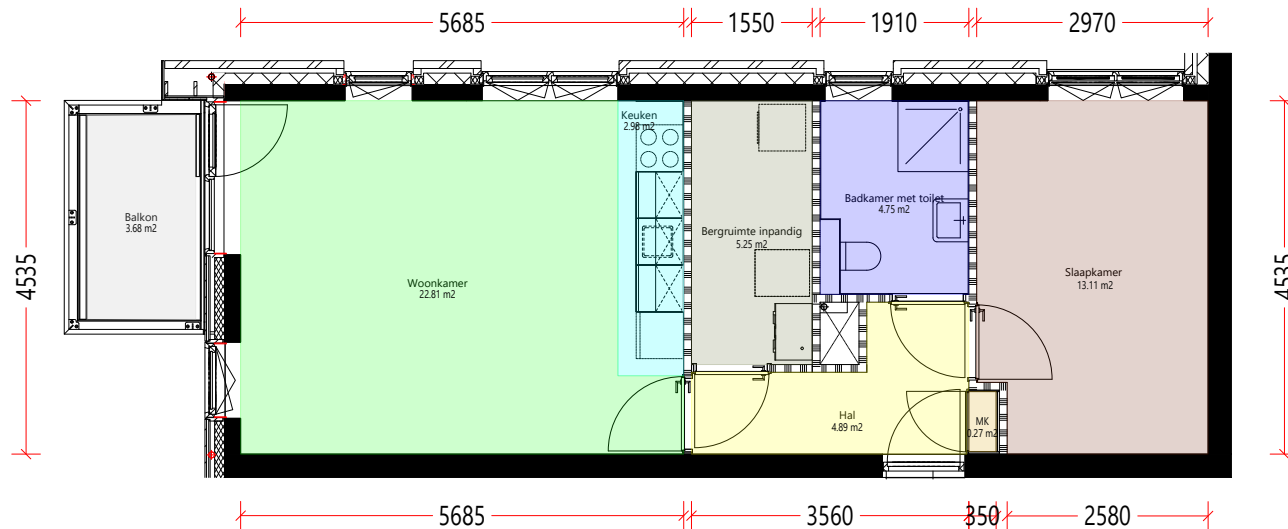 5685
1550
1910
2970
Keuken
2.98 m2
Badkamer met toilet
4.75 m2
Balkon
3.68 m2
Bergruimte inpandig
5.25 m2
4535
Woonkamer
22.81 m2
Slaapkamer
13.11 m2
4535
Hal
4.89 m2
MK
0.27 m2
5685
3560
350
2580